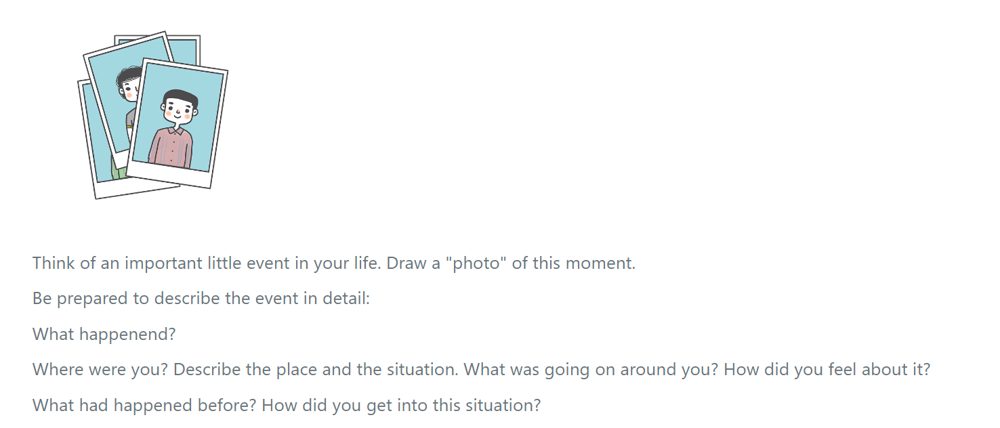 Think of an important little event in your life. Draw a "photo" of this moment.
Be prepared to describe the event in detail:
What happenend?
Where were you? Describe the place and the situation. What was going on around you? How did you feel about it?
What had happened before? How did you get into this situation?